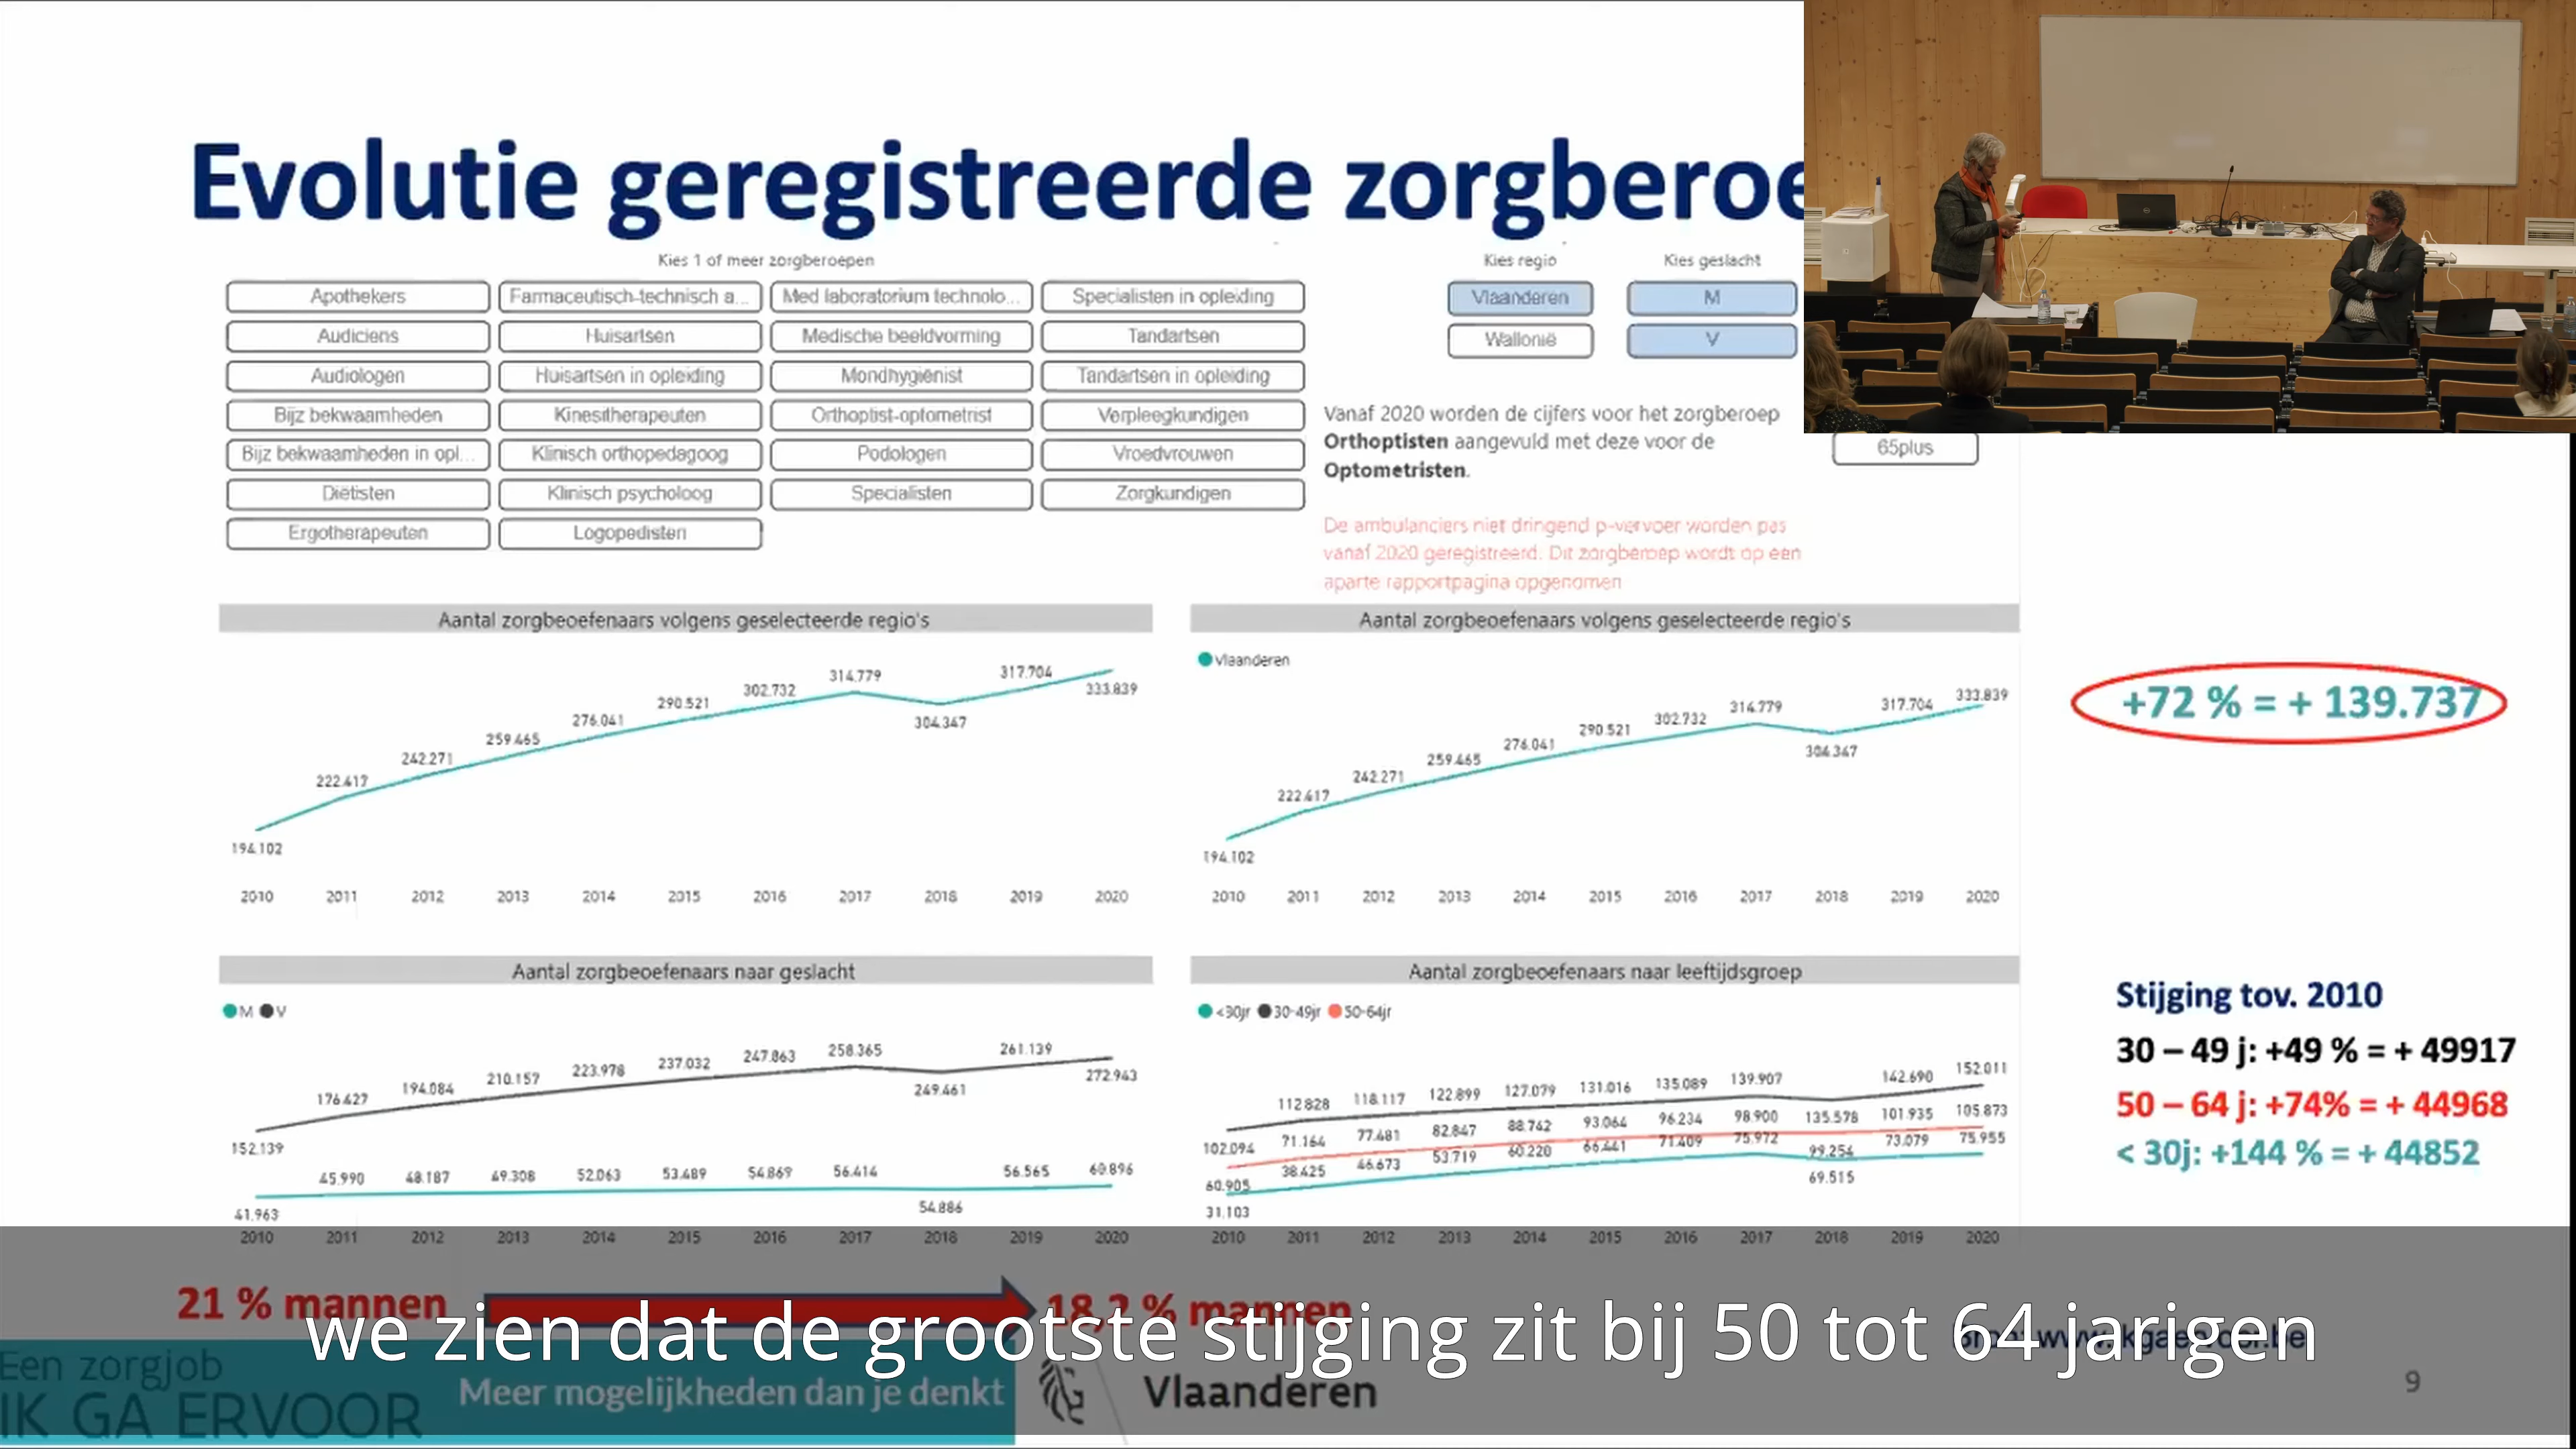 Evolutie geregistreerde zorgberoe
Kies 1 of meer zorgberoepen
Kies regio
Kies geslacht
Apothekers
Farmaceutisch-technisch a...
Med laboratorium technolo...
Specialisten in opleiding
Vlaanderen
M
Audiciens
Huisartsen
Medische beeldvorming
Tandartsen
Wallonië
V
Audiologen
Huisartsen in opleiding
Mondhygiënist
Tandartsen in opleiding
Bijz bekwaamheden
Kinesitherapeuten
Orthoptist-optometrist
Verpleegkundigen
Bijz bekwaamheden in opl...
Klinisch orthopedagoog
Podologen
Vroedvrouwen
Diëtisten
Klinisch psycholoog
Specialisten
Zorgkundigen
Ergotherapeuten
Logopedisten
Vanaf 2020 worden de cijfers voor het zorgberoep
Orthoptisten aangevuld met deze voor de
Optometristen.
65plus
De ambulanciers niet dringend p-vervoer worden pas
vanaf 2020 geregistreerd. Dit zorgberoep wordt op een
aparte rapportpagina opgenomen
Aantal zorgbeoefenaars volgens geselecteerde regio's
194.102
222.417
242.271
259.465
276.041
290.521
302.732
314.779
304.347
317.704
333.839
2010 2011 2012 2013 2014 2015 2016 2017 2018 2019 2020
Aantal zorgbeoefenaars volgens geselecteerde regio's
Vlaanderen
194.102
222.417
242.271
259.465
276.041
290.521
302.732
314.779
304.347
317.704
333.839
2010 2011 2012 2013 2014 2015 2016 2017 2018 2019 2020
+72 % = + 139.737
Aantal zorgbeoefenaars naar geslacht
M V
152.139
176.427
194.084
210.157
223.978
237.032
247.863
258.365
249.461
261.139
272.943
41.963
45.990
48.187
49.308
52.063
53.489
54.869
56.414
54.886
56.565
60.896
2010 2011 2012 2013 2014 2015 2016 2017 2018 2019 2020
Aantal zorgbeoefenaars naar leeftijdsgroep
<30jr 30-49jr 50-64jr
102.094
112.828
118.117
122.899
127.079
131.016
135.089
139.907
135.578
142.690
152.011
60.905
71.164
77.481
82.847
88.762
93.064
96.234
98.900
99.254
101.935
105.873
31.103
38.425
46.673
53.719
60.220
66.441
71.409
75.972
69.515
73.079
75.955
2010 2011 2012 2013 2014 2015 2016 2017 2018 2019 2020
Stijging tov. 2010
30 – 49 j: +49 % = + 49917
50 – 64 j: +74% = + 44968
< 30j: +144 % = + 44852
21 % mannen
18,2 % mannen
we zien dat de grootste stijging zit bij 50 tot 64 jarigen
Bron: www.ikgaervoor.be
Een zorgjob
IK GA ERVOOR
Meer mogelijkheden dan je denkt
Vlaanderen
9